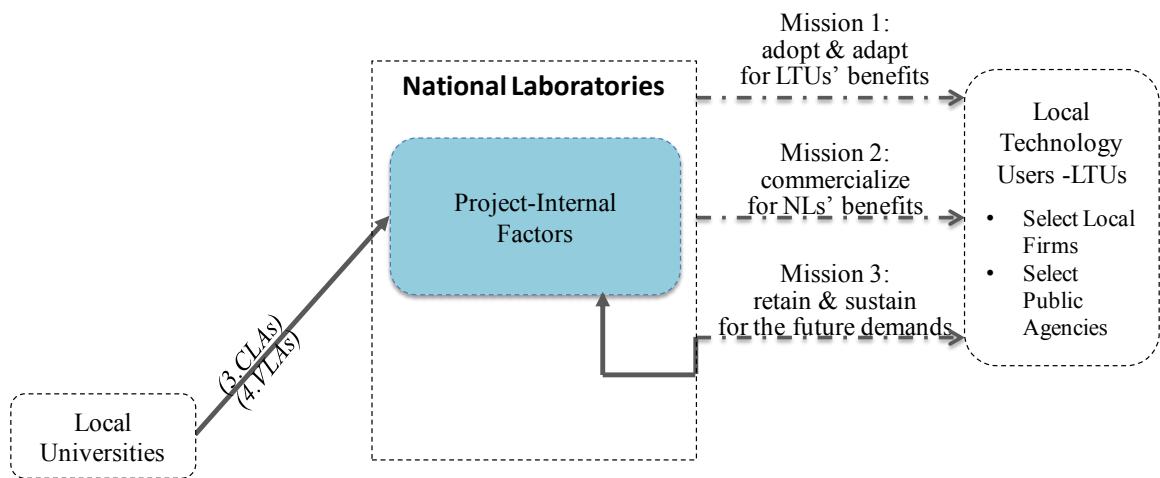 Mission 1:
adopt & adapt
for LTUs' benefits
National Laboratories
Project-Internal
Factors
Mission 2:
commercialize
for NLs' benefits
Mission 3:
retain & sustain
for the future demands
Local
Technology
Users -LTUs
• Select Local
Firms
• Select
Public
Agencies
(3.CLAs)
(4.VLAs)
Local
Universities